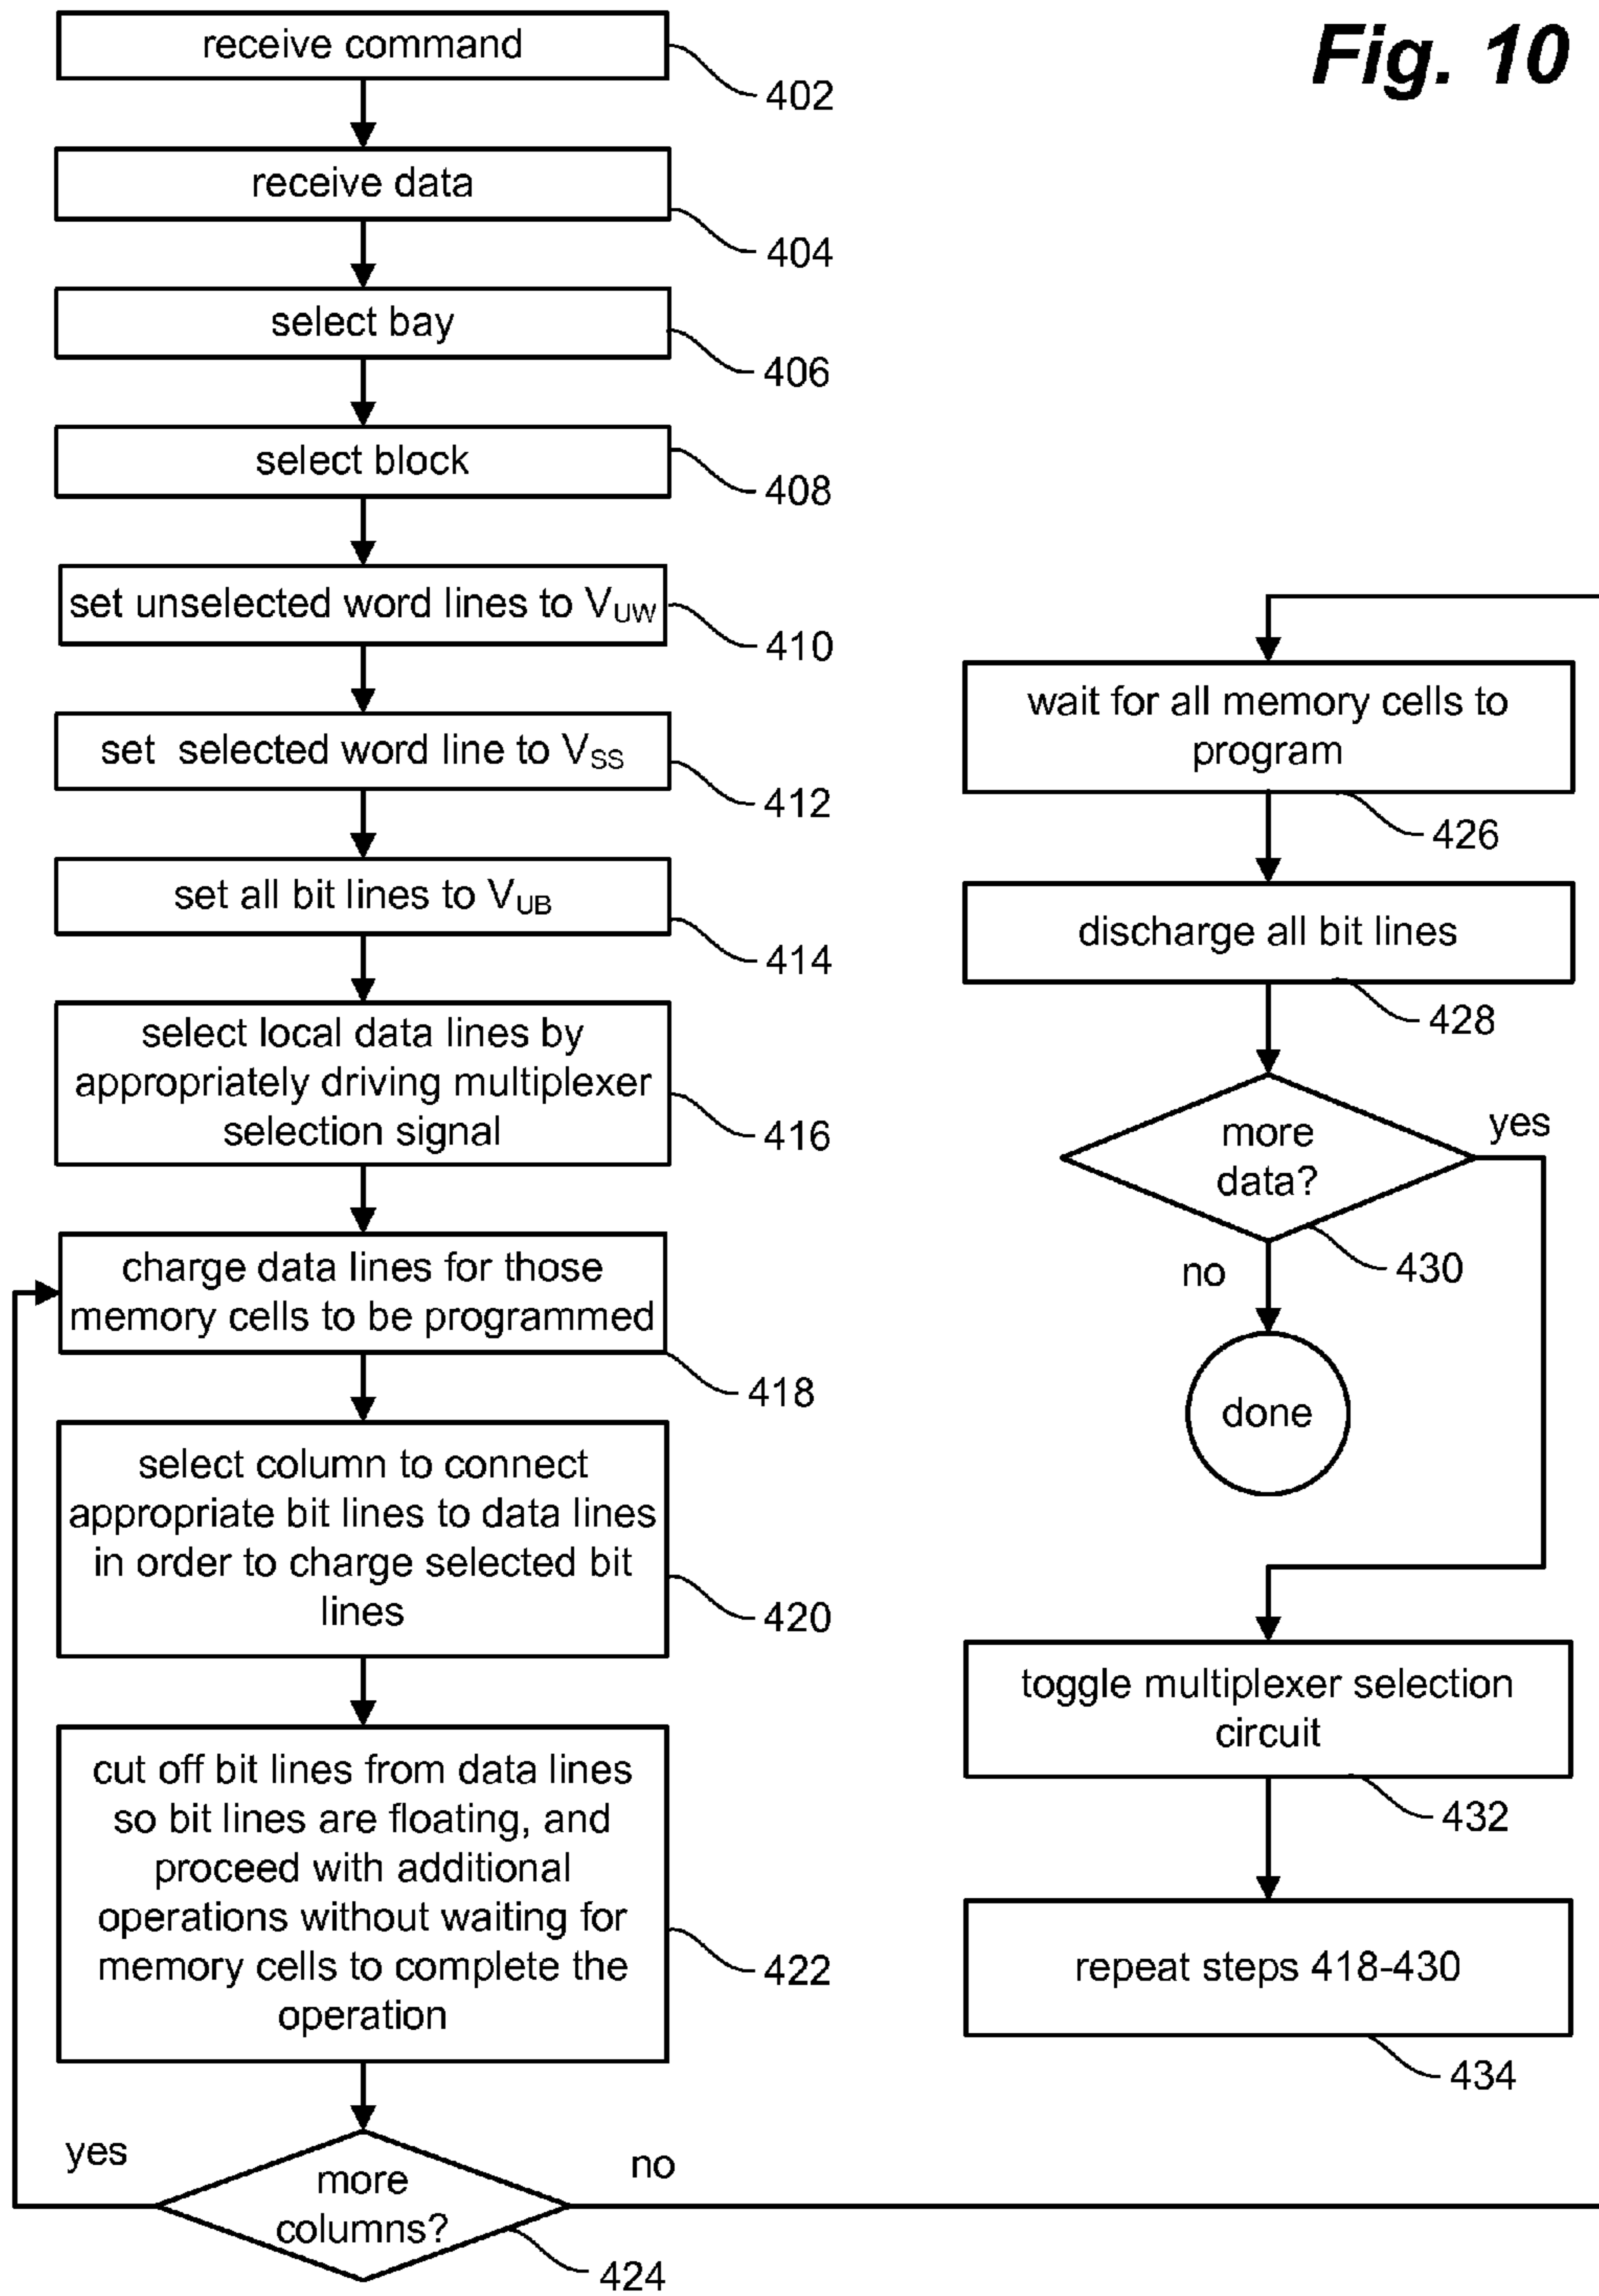 Fig. 10
receive command
402
receive data
404
select bay
406
select block
408
set unselected word lines to VUW
410
set selected word line to VSS
412
set all bit lines to VUB
414
select local data lines by
appropriately driving multiplexer
selection signal
416
charge data lines for those
memory cells to be programmed
418
select column to connect
appropriate bit lines to data lines
in order to charge selected bit
lines
420
cut off bit lines from data lines
so bit lines are floating, and
proceed with additional
operations without waiting for
memory cells to complete the
operation
422
yes
more
columns?
no
424
wait for all memory cells to
program
426
discharge all bit lines
428
more
data?
yes
430
no
done
toggle multiplexer selection
circuit
432
repeat steps 418-430
434